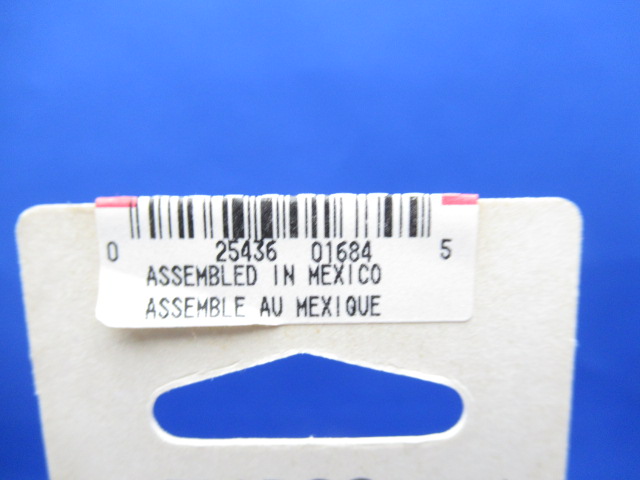 0 25436 01684 5
ASSEMBLED IN MEXICO
ASSEMBLE AU MEXIQUE